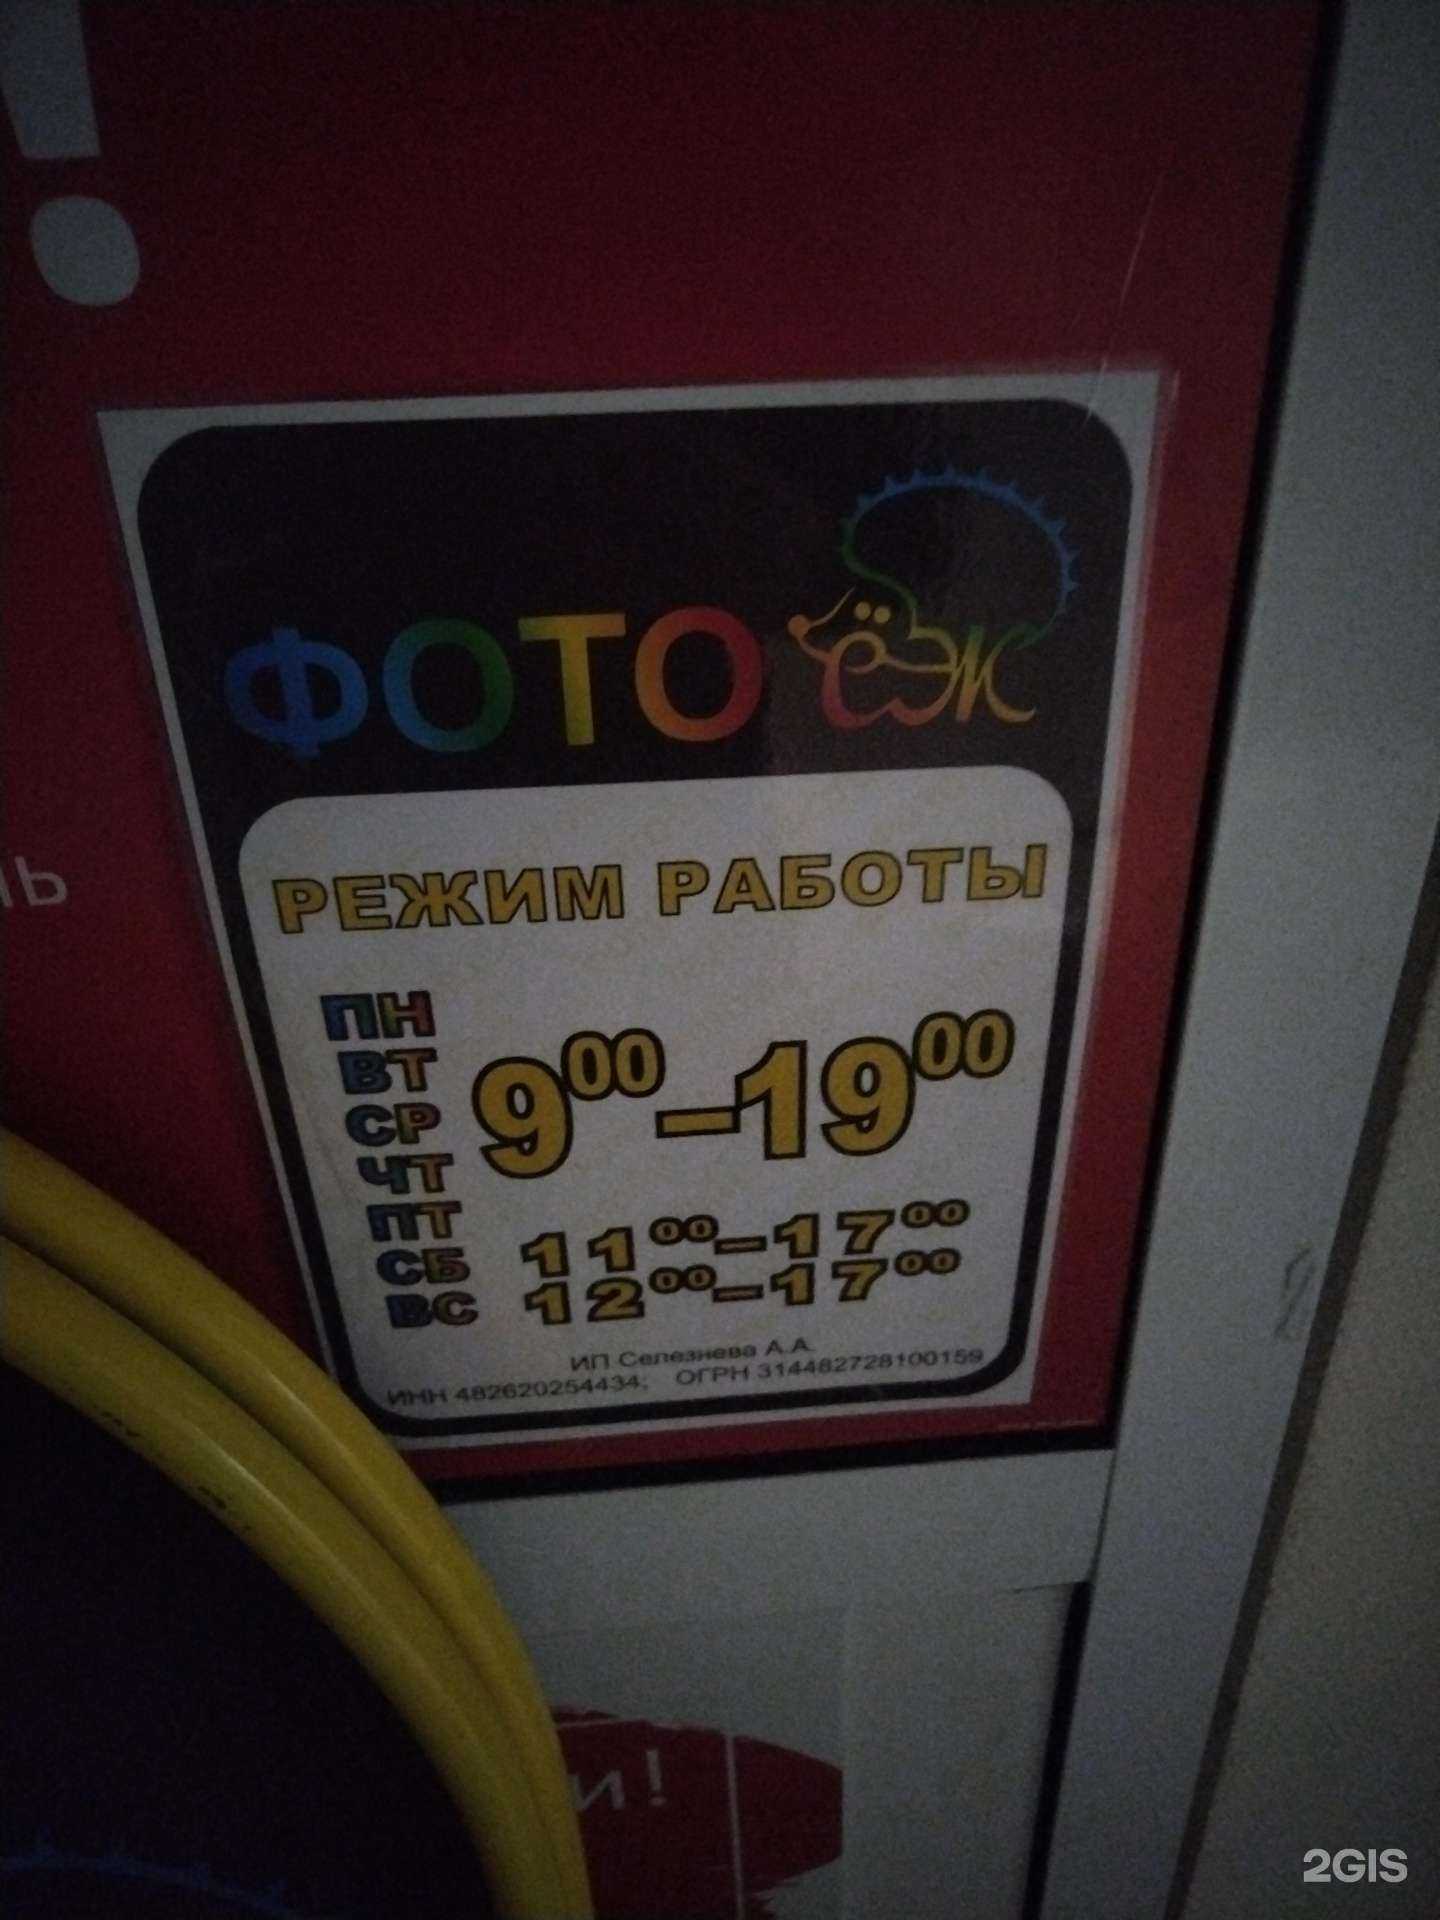 !
ль
ФОТО ЁЖ
РЕЖИМ РАБОТЫ
ПН
ВТ
СР
ЧТ
ПТ
9⁰⁰–19⁰⁰
СБ 11⁰⁰–17⁰⁰
ВС 12⁰⁰–17⁰⁰
ИП Селезнева А.А.
ИНН 482620254434; ОГРН 314482728100159
и!
2GIS